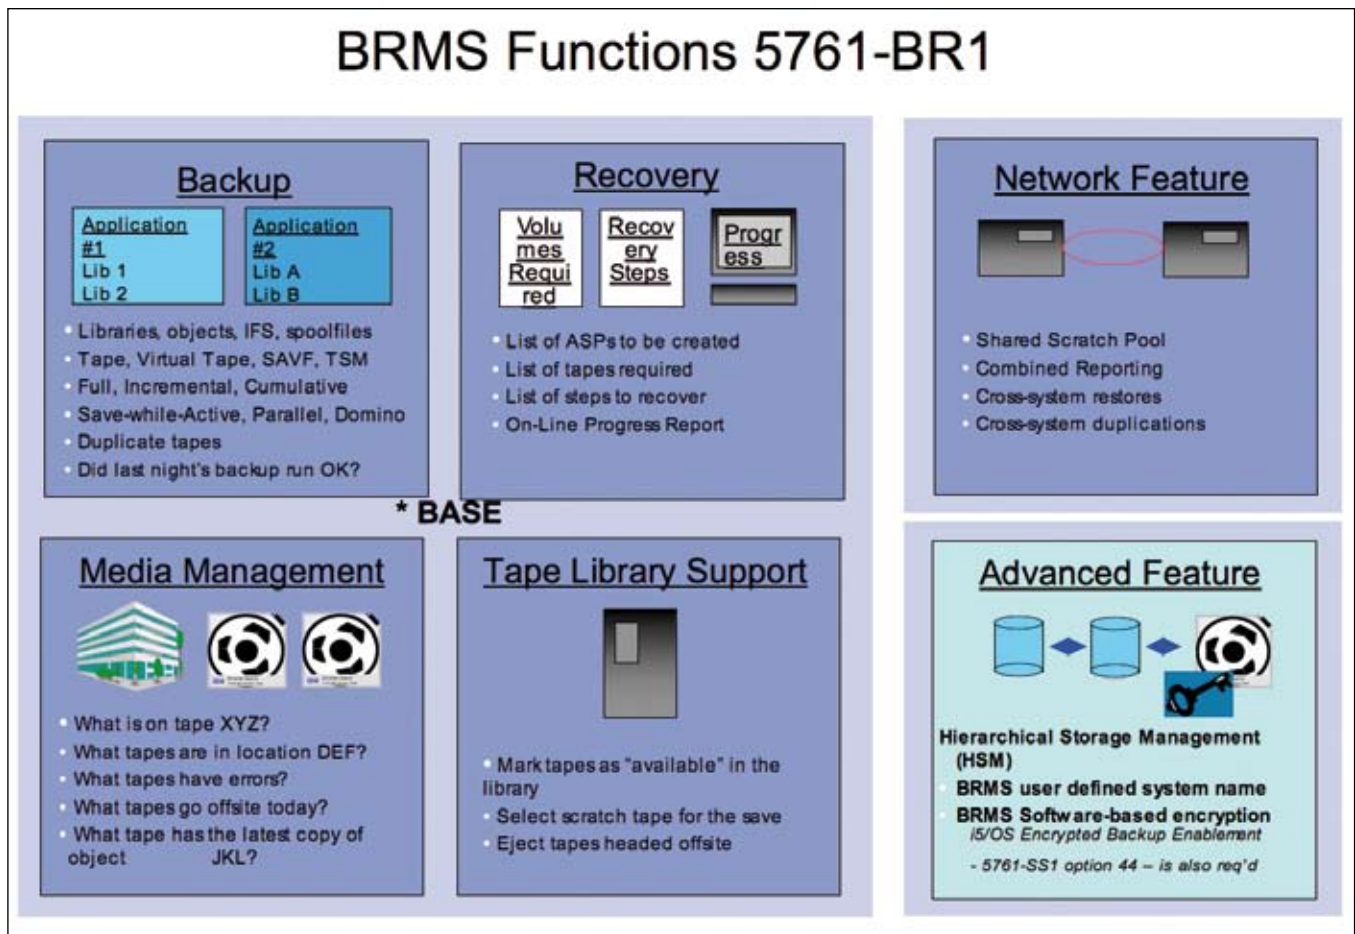 BRMS Functions 5761-BR1
Backup
Application
#1
Lib 1
Lib 2
Application
#2
Lib A
Lib B
Libraries, objects, IFS, spoolfiles
Tape, Virtual Tape, SAVF, TSM
Full, Incremental, Cumulative
Save-while-Active, Parallel, Domino
Duplicate tapes
Did last night's backup run OK?
Recovery
Volu
mes
Requi
red
Recov
ery
Steps
Progr
ess
List of ASPs to be created
List of tapes required
List of steps to recover
On-Line Progress Report
* BASE
Media Management
What is on tape XYZ?
What tapes are in location DEF?
What tapes have errors?
What tapes go offsite today?
What tape has the latest copy of
object JKL?
Tape Library Support
Mark tapes as "available" in the
library
Select scratch tape for the save
Eject tapes headed offsite
Network Feature
Shared Scratch Pool
Combined Reporting
Cross-system restores
Cross-system duplications
Advanced Feature
Hierarchical Storage Management
(HSM)
BRMS user defined system name
BRMS Software-based encryption
i5/OS Encrypted Backup Enablement
- 5761-SS1 option 44 – is also req'd